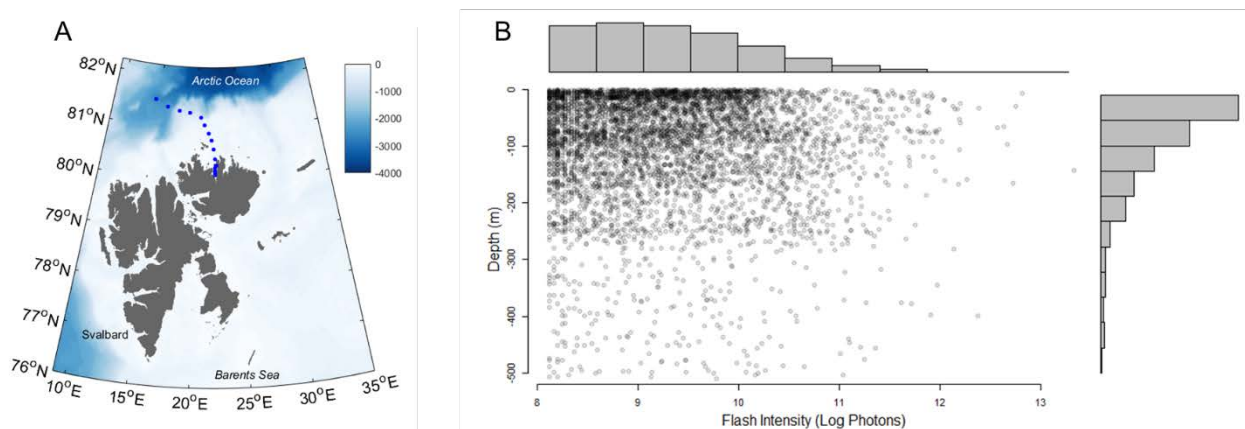 A
82°N
81°N
80°N
79°N
78°N
77°N
76°N
10°E
15°E
20°E
25°E
30°E
35°E
Arctic Ocean
Svalbard
Barents Sea
0
-1000
-2000
-3000
-4000
B
Depth (m)
0
-100
-200
-300
-400
-500
8
9
10
11
12
13
Flash Intensity (Log Photons)